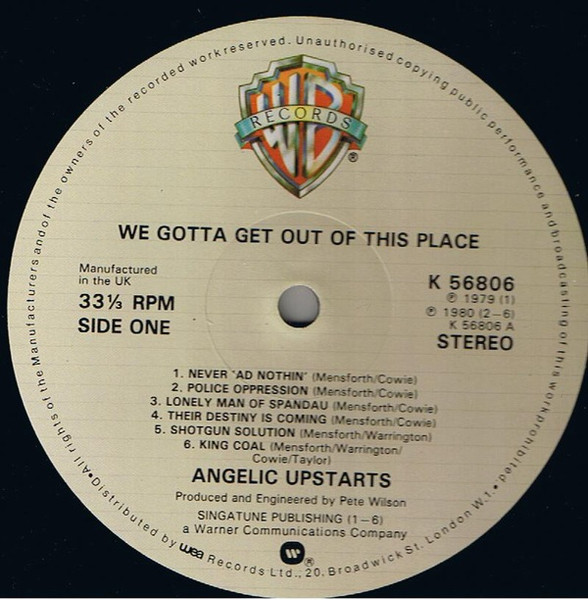 All rights of the Manufacturers and of the owners of the recorded work reserved. Unauthorised copying public performance and broadcasting of this work prohibited.
WB
RECORDS
®
WE GOTTA GET OUT OF THIS PLACE
Manufactured
in the UK
33⅓ RPM
SIDE ONE
K 56806
℗ 1979 (1)
℗ 1980 (2-6)
K 56806 A
STEREO
1. NEVER 'AD NOTHIN' (Mensforth/Cowie)
2. POLICE OPPRESSION (Mensforth/Cowie)
3. LONELY MAN OF SPANDAU (Mensforth/Cowie)
4. THEIR DESTINY IS COMING (Mensforth/Cowie)
5. SHOTGUN SOLUTION (Mensforth/Warrington)
6. KING COAL (Mensforth/Warrington/
Cowie/Taylor)
ANGELIC UPSTARTS
Produced and Engineered by Pete Wilson
SINGATUNE PUBLISHING (1-6)
a Warner Communications Company
W®
•Distributed by wea Records Ltd., 20, Broadwick St. London W.1.•